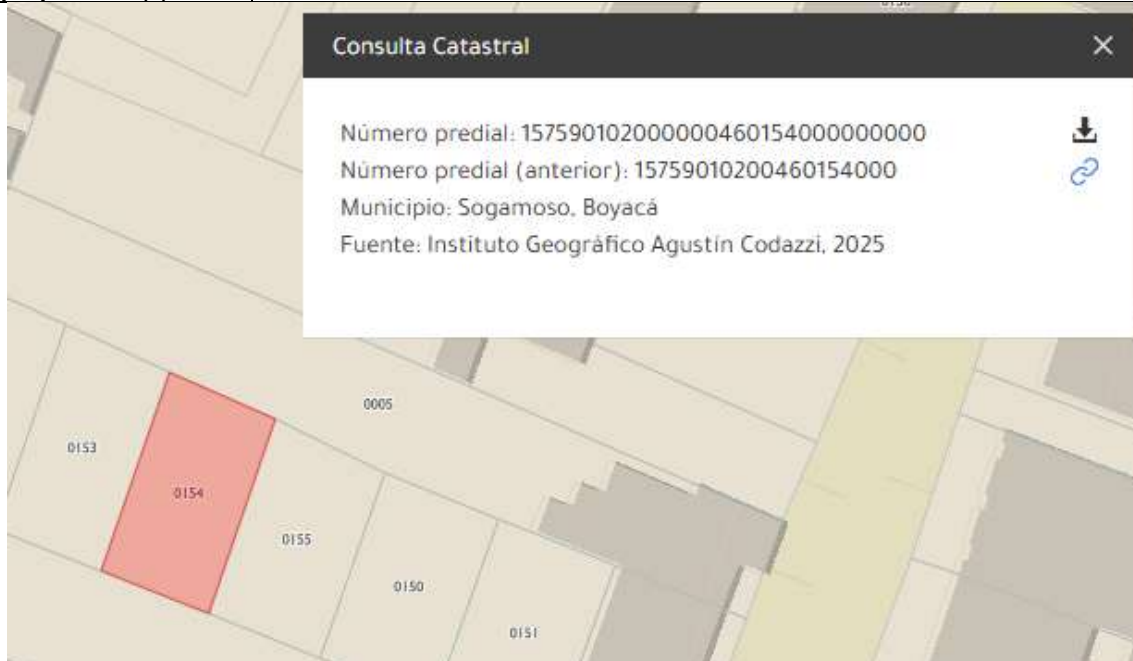 Consulta Catastral
Número predial: 157590102000000460154000000000
Número predial (anterior): 15759010200460154000
Municipio: Sogamoso, Boyacá
Fuente: Instituto Geográfico Agustín Codazzi, 2025
0005
0153
0154
0155
0150
0151